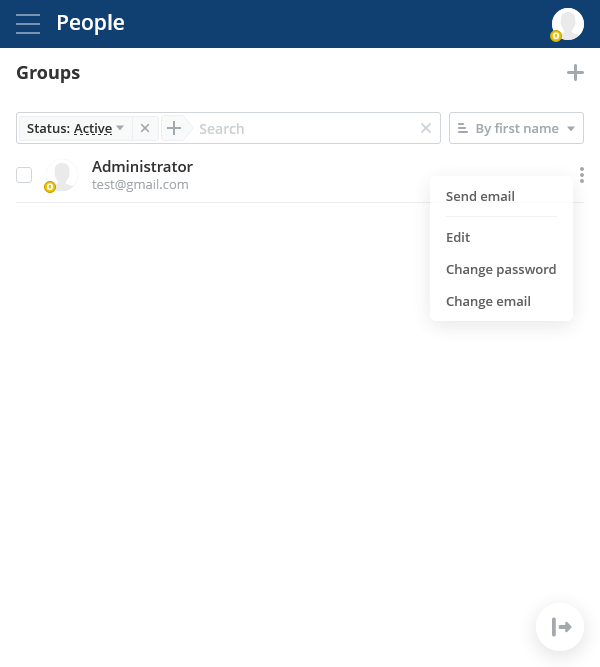 People
Groups
Status: Active
Search
By first name
Administrator
test@gmail.com
Send email
Edit
Change password
Change email